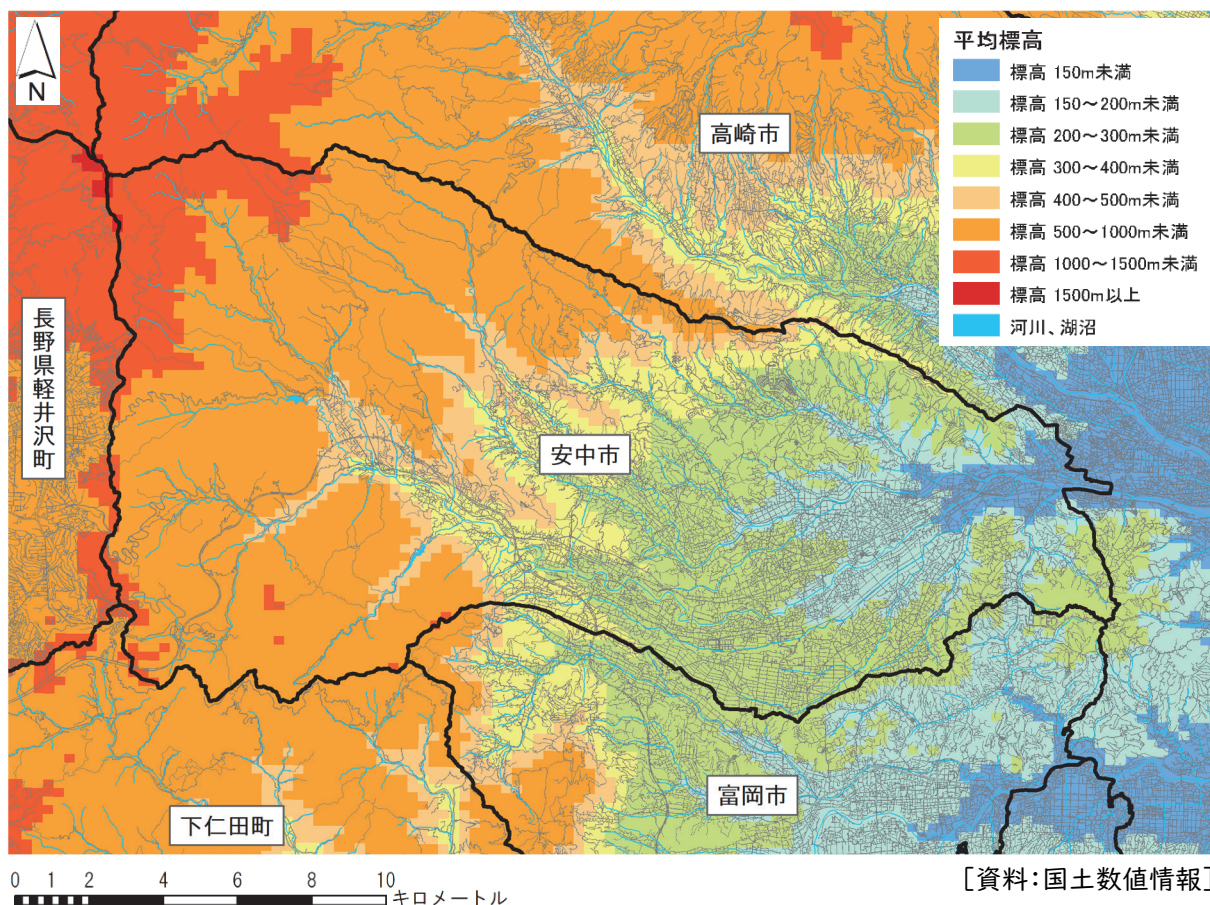 N
平均標高
標高 150m未満
標高 150～200m未満
標高 200～300m未満
標高 300～400m未満
標高 400～500m未満
標高 500～1000m未満
標高 1000～1500m未満
標高 1500m以上
河川、湖沼
高崎市
長野県軽井沢町
安中市
富岡市
下仁田町
0 1 2 4 6 8 10
キロメートル
［資料：国土数値情報］